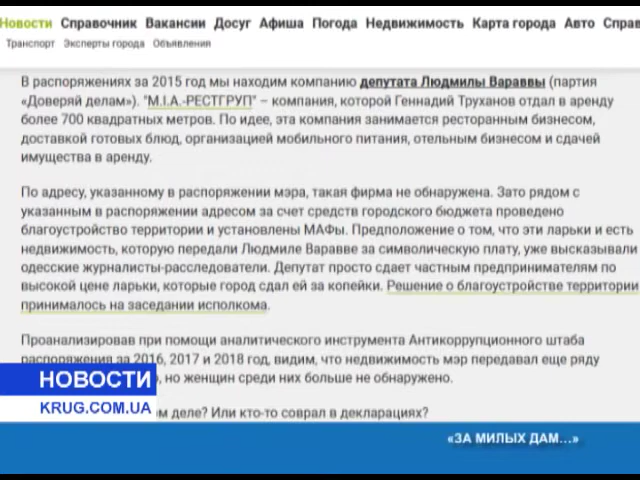 Новости Справочник Вакансии Досуг Афиша Погода Недвижимость Карта города Авто Справ
Транспорт Эксперты города Объявления
В распоряжениях за 2015 год мы находим компанию депутата Людмилы Вараввы (партия
«Доверяй делам»). "М.І.А.-РЕСТГРУП" – компания, которой Геннадий Труханов отдал в аренду
более 700 квадратных метров. По идее, эта компания занимается ресторанным бизнесом,
доставкой готовых блюд, организацией мобильного питания, отельным бизнесом и сдачей
имущества в аренду.
По адресу, указанному в распоряжении мэра, такая фирма не обнаружена. Зато рядом с
указанным в распоряжении адресом за счет средств городского бюджета проведено
благоустройство территории и установлены МАФы. Предположение о том, что эти ларьки и есть
недвижимость, которую передали Людмиле Варавве за символическую плату, уже высказывали
одесские журналисты-расследователи. Депутат просто сдает частным предпринимателям по
высокой цене ларьки, которые город сдал ей за копейки. Решение о благоустройстве территории
принималось на заседании исполкома.
Проанализировав при помощи аналитического инструмента Антикоррупционного штаба
распоряжения за 2016, 2017 и 2018 год, видим, что недвижимость мэр передавал еще ряду
но женщин среди них больше не обнаружено.
НОВОСТИ
KRUG.COM.UA
деле? Или кто-то соврал в декларациях?
«ЗА МИЛЫХ ДАМ...»